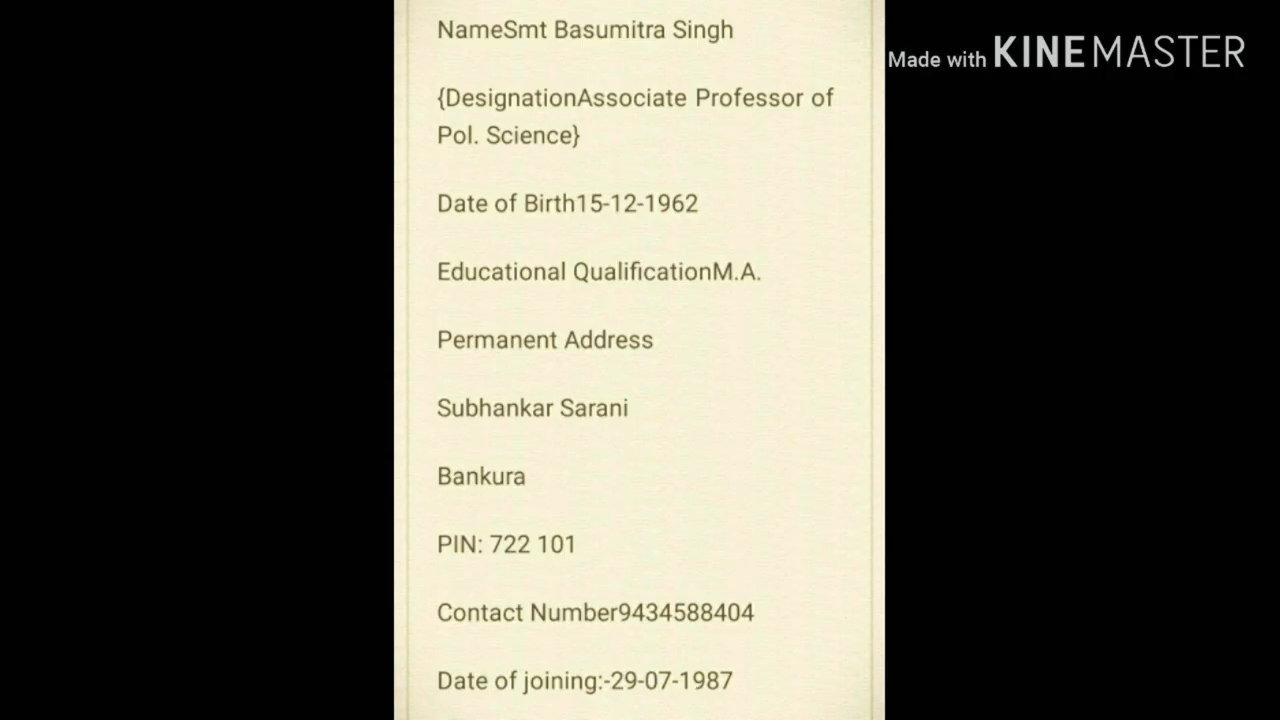 NameSmt Basumitra Singh
Made with KINEMASTER
{DesignationAssociate Professor of
Pol. Science}
Date of Birth15-12-1962
Educational QualificationM.A.
Permanent Address
Subhankar Sarani
Bankura
PIN: 722 101
Contact Number9434588404
Date of joining:-29-07-1987